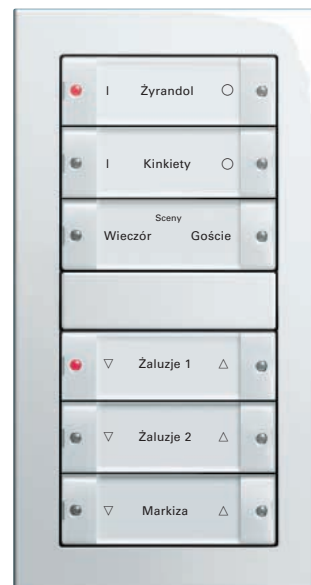 I Żyrandol ○
I Kinkiety ○
Sceny
Wieczór Goście
▽ Żaluzje 1 △
▽ Żaluzje 2 △
▽ Markiza △